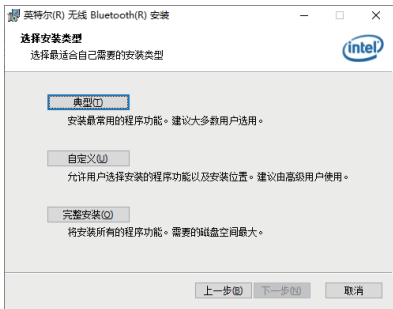 英特尔(R) 无线 Bluetooth(R) 安装
选择安装类型
选择最适合自己需要的安装类型
intel
典型(T)
安装最常用的程序功能。建议大多数用户选用。
自定义(U)
允许用户选择安装的程序功能以及安装位置。建议由高级用户使用。
完整安装(O)
将安装所有的程序功能。需要的磁盘空间最大。
上一步(B) 下一步(N) 取消